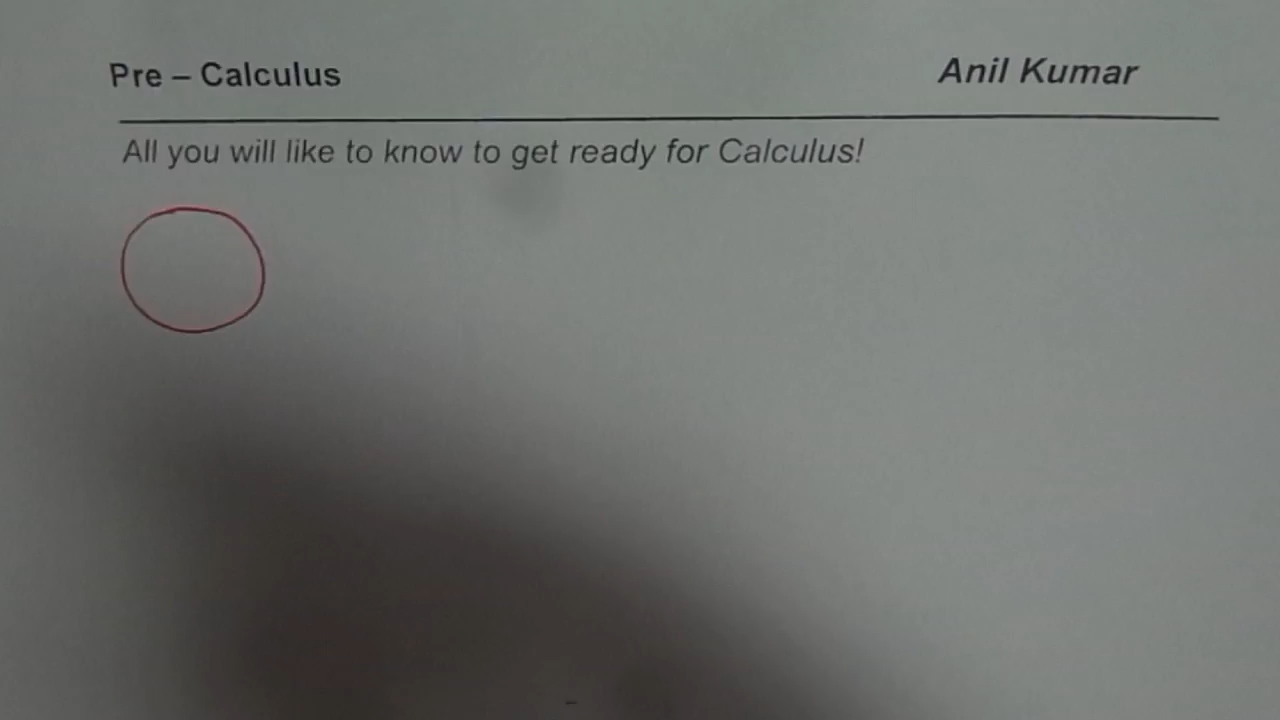 Pre – Calculus Anil Kumar
All you will like to know to get ready for Calculus!